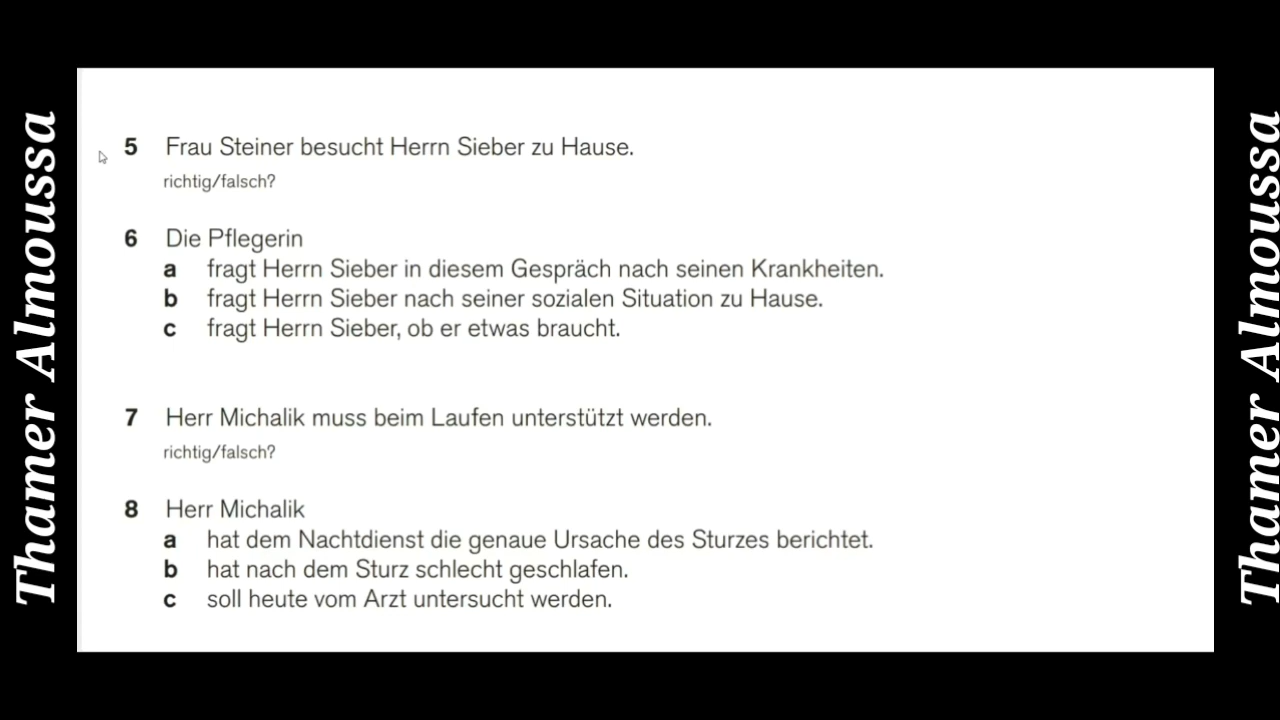 Thamer Almoussa
5 Frau Steiner besucht Herrn Sieber zu Hause.
richtig/falsch?
6 Die Pflegerin
a fragt Herrn Sieber in diesem Gespräch nach seinen Krankheiten.
b fragt Herrn Sieber nach seiner sozialen Situation zu Hause.
c fragt Herrn Sieber, ob er etwas braucht.
7 Herr Michalik muss beim Laufen unterstützt werden.
richtig/falsch?
8 Herr Michalik
a hat dem Nachtdienst die genaue Ursache des Sturzes berichtet.
b hat nach dem Sturz schlecht geschlafen.
c soll heute vom Arzt untersucht werden.
Thamer Almoussa